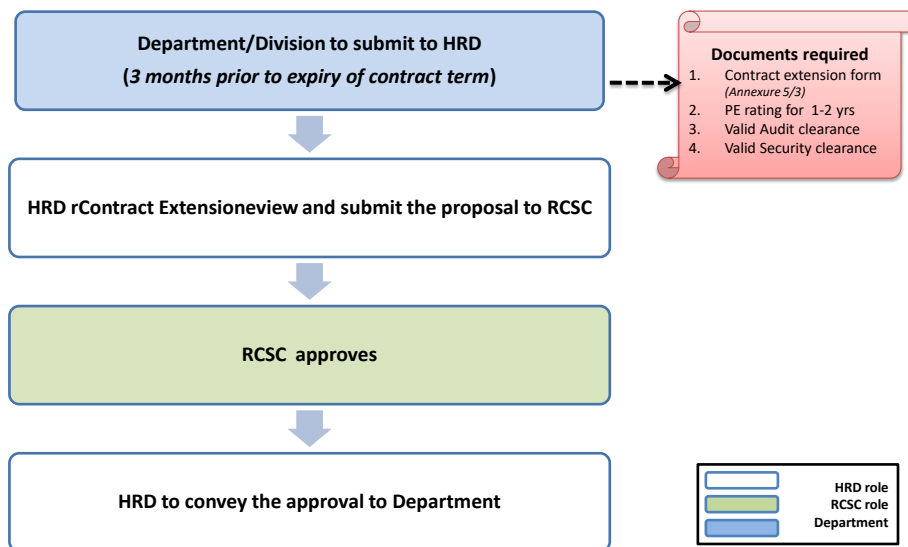 Department/Division to submit to HRD
(3 months prior to expiry of contract term)
Documents required
1. Contract extension form
(Annexure 5/3)
2. PE rating for 1-2 yrs
3. Valid Audit clearance
4. Valid Security clearance
HRD rContract Extensioneview and submit the proposal to RCSC
RCSC approves
HRD to convey the approval to Department
HRD role
RCSC role
Department